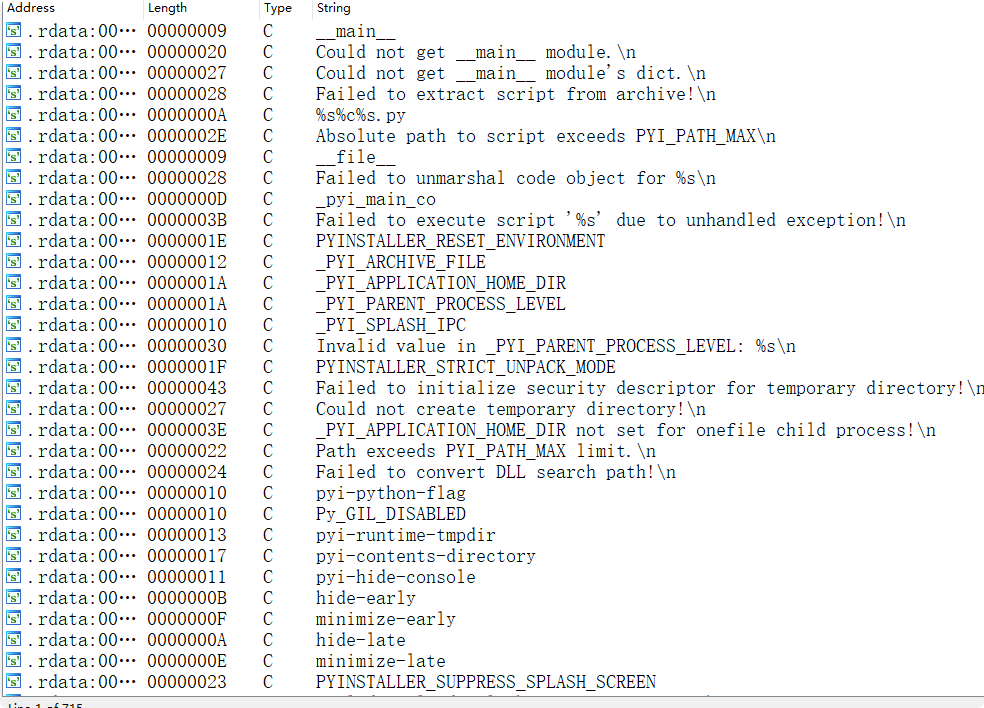 Address Length Type String
.rdata:00… 00000009 C __main__
.rdata:00… 00000020 C Could not get __main__ module.\n
.rdata:00… 00000027 C Could not get __main__ module's dict.\n
.rdata:00… 00000028 C Failed to extract script from archive!\n
.rdata:00… 0000000A C %s%c%s.py
.rdata:00… 0000002E C Absolute path to script exceeds PYI_PATH_MAX\n
.rdata:00… 00000009 C __file__
.rdata:00… 00000028 C Failed to unmarshal code object for %s\n
.rdata:00… 0000000D C _pyi_main_co
.rdata:00… 0000003B C Failed to execute script '%s' due to unhandled exception!\n
.rdata:00… 0000001E C PYINSTALLER_RESET_ENVIRONMENT
.rdata:00… 00000012 C _PYI_ARCHIVE_FILE
.rdata:00… 0000001A C _PYI_APPLICATION_HOME_DIR
.rdata:00… 0000001A C _PYI_PARENT_PROCESS_LEVEL
.rdata:00… 00000010 C _PYI_SPLASH_IPC
.rdata:00… 00000030 C Invalid value in _PYI_PARENT_PROCESS_LEVEL: %s\n
.rdata:00… 0000001F C PYINSTALLER_STRICT_UNPACK_MODE
.rdata:00… 00000043 C Failed to initialize security descriptor for temporary directory!\n
.rdata:00… 00000027 C Could not create temporary directory!\n
.rdata:00… 0000003E C _PYI_APPLICATION_HOME_DIR not set for onefile child process!\n
.rdata:00… 00000022 C Path exceeds PYI_PATH_MAX limit.\n
.rdata:00… 00000024 C Failed to convert DLL search path!\n
.rdata:00… 00000010 C pyi-python-flag
.rdata:00… 00000010 C Py_GIL_DISABLED
.rdata:00… 00000013 C pyi-runtime-tmpdir
.rdata:00… 00000017 C pyi-contents-directory
.rdata:00… 00000011 C pyi-hide-console
.rdata:00… 0000000B C hide-early
.rdata:00… 0000000F C minimize-early
.rdata:00… 0000000A C hide-late
.rdata:00… 0000000E C minimize-late
.rdata:00… 00000023 C PYINSTALLER_SUPPRESS_SPLASH_SCREEN
Line 1 of 715